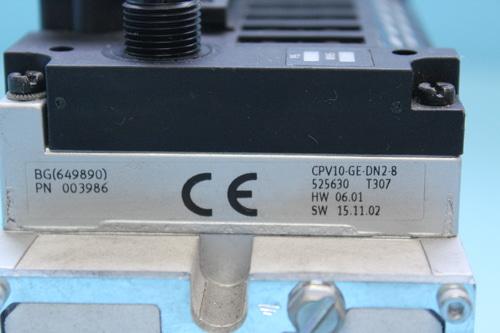 BG(649890)
PN 003986
CE
CPV10-GE-DN2-8
525630 T307
HW 06.01
SW 15.11.02